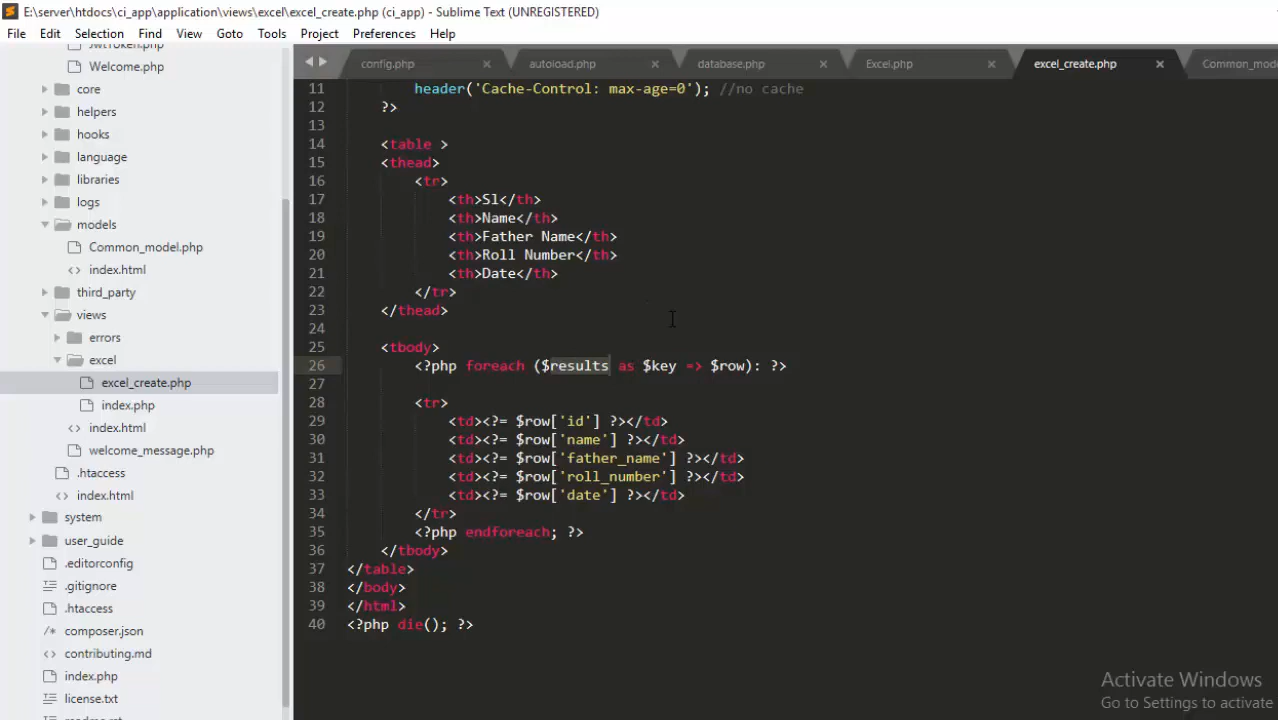 E:\server\htdocs\ci_app\application\views\excel\excel_create.php (ci_app) - Sublime Text (UNREGISTERED)
File Edit Selection Find View Goto Tools Project Preferences Help
JwtToken.php
Welcome.php
core
helpers
hooks
language
libraries
logs
models
Common_model.php
<> index.html
third_party
views
errors
excel
excel_create.php
index.php
<> index.html
welcome_message.php
.htaccess
<> index.html
system
user_guide
.editorconfig
.gitignore
.htaccess
/* composer.json
contributing.md
index.php
license.txt
config.php × autoload.php × database.php × Excel.php × excel_create.php × Common_mode
11 header('Cache-Control: max-age=0'); //no cache
12 ?>
13
14 <table >
15 <thead>
16 <tr>
17 <th>Sl</th>
18 <th>Name</th>
19 <th>Father Name</th>
20 <th>Roll Number</th>
21 <th>Date</th>
22 </tr>
23 </thead>
24
25 <tbody>
26 <?php foreach ($results as $key => $row): ?>
27
28 <tr>
29 <td><?= $row['id'] ?></td>
30 <td><?= $row['name'] ?></td>
31 <td><?= $row['father_name'] ?></td>
32 <td><?= $row['roll_number'] ?></td>
33 <td><?= $row['date'] ?></td>
34 </tr>
35 <?php endforeach; ?>
36 </tbody>
37 </table>
38 </body>
39 </html>
40 <?php die(); ?>
Activate Windows
Go to Settings to activate